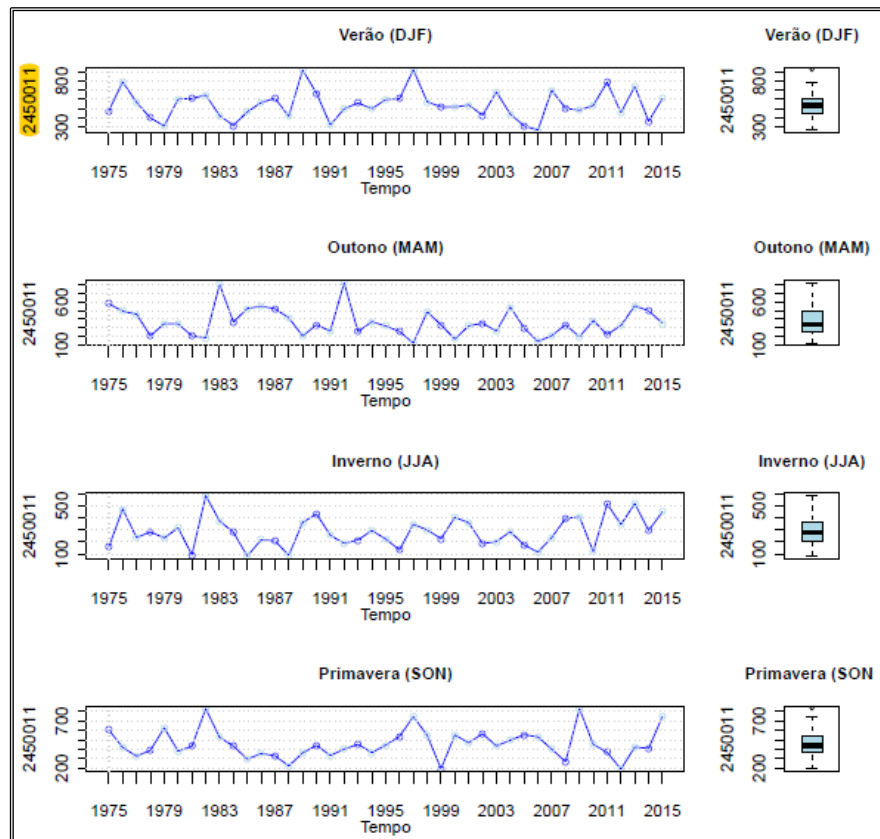 Verão (DJF)
Verão (DJF)
2450011
300 800
1975 1979 1983 1987 1991 1995 1999 2003 2007 2011 2015
Tempo
2450011
300 800
Outono (MAM)
Outono (MAM)
2450011
100 600
1975 1979 1983 1987 1991 1995 1999 2003 2007 2011 2015
Tempo
2450011
100 600
Inverno (JJA)
Inverno (JJA)
2450011
100 500
1975 1979 1983 1987 1991 1995 1999 2003 2007 2011 2015
Tempo
2450011
100 500
Primavera (SON)
Primavera (SON
2450011
200 700
1975 1979 1983 1987 1991 1995 1999 2003 2007 2011 2015
Tempo
2450011
200 700